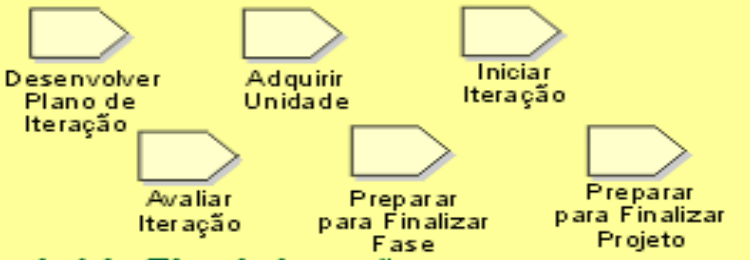 Desenvolver
Plano de
Iteração
Adquirir
Unidade
Iniciar
Iteração
Avaliar
Iteração
Preparar
para Finalizar
Fase
Preparar
para Finalizar
Projeto